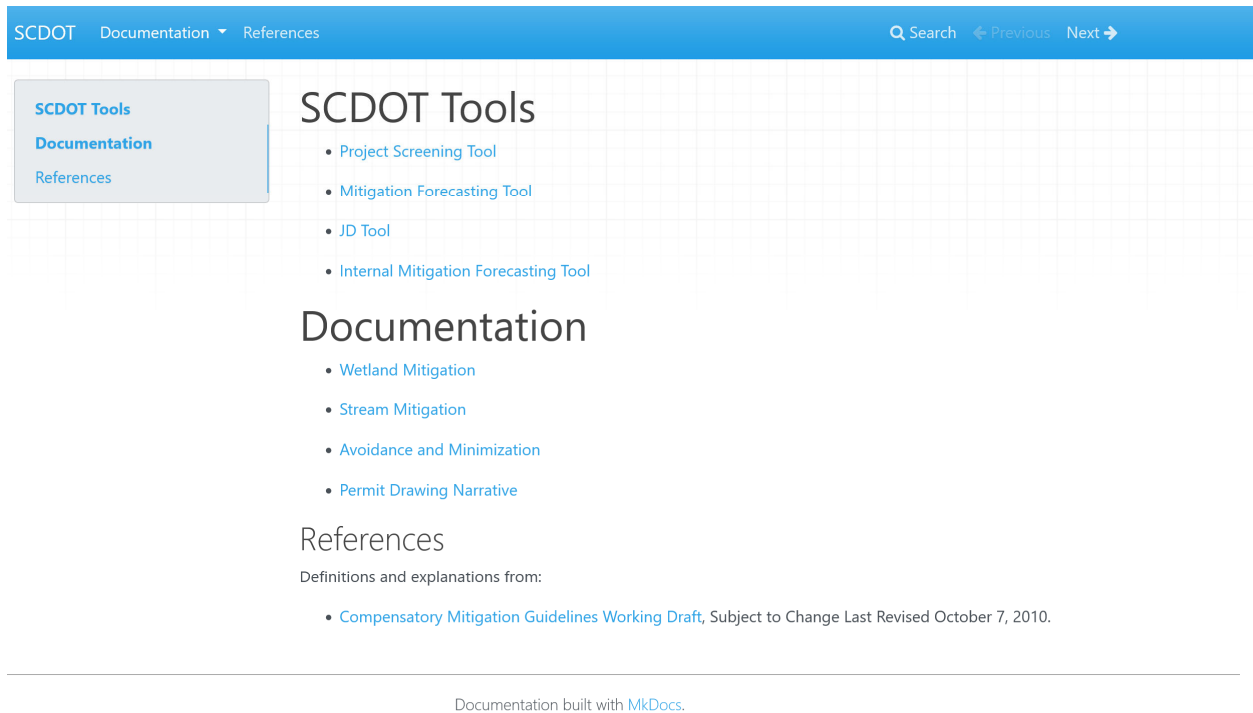 SCDOT Documentation References Search Previous Next
SCDOT Tools
Documentation
References
SCDOT Tools
Project Screening Tool
Mitigation Forecasting Tool
JD Tool
Internal Mitigation Forecasting Tool
Documentation
Wetland Mitigation
Stream Mitigation
Avoidance and Minimization
Permit Drawing Narrative
References
Definitions and explanations from:
Compensatory Mitigation Guidelines Working Draft, Subject to Change Last Revised October 7, 2010.
Documentation built with MkDocs.